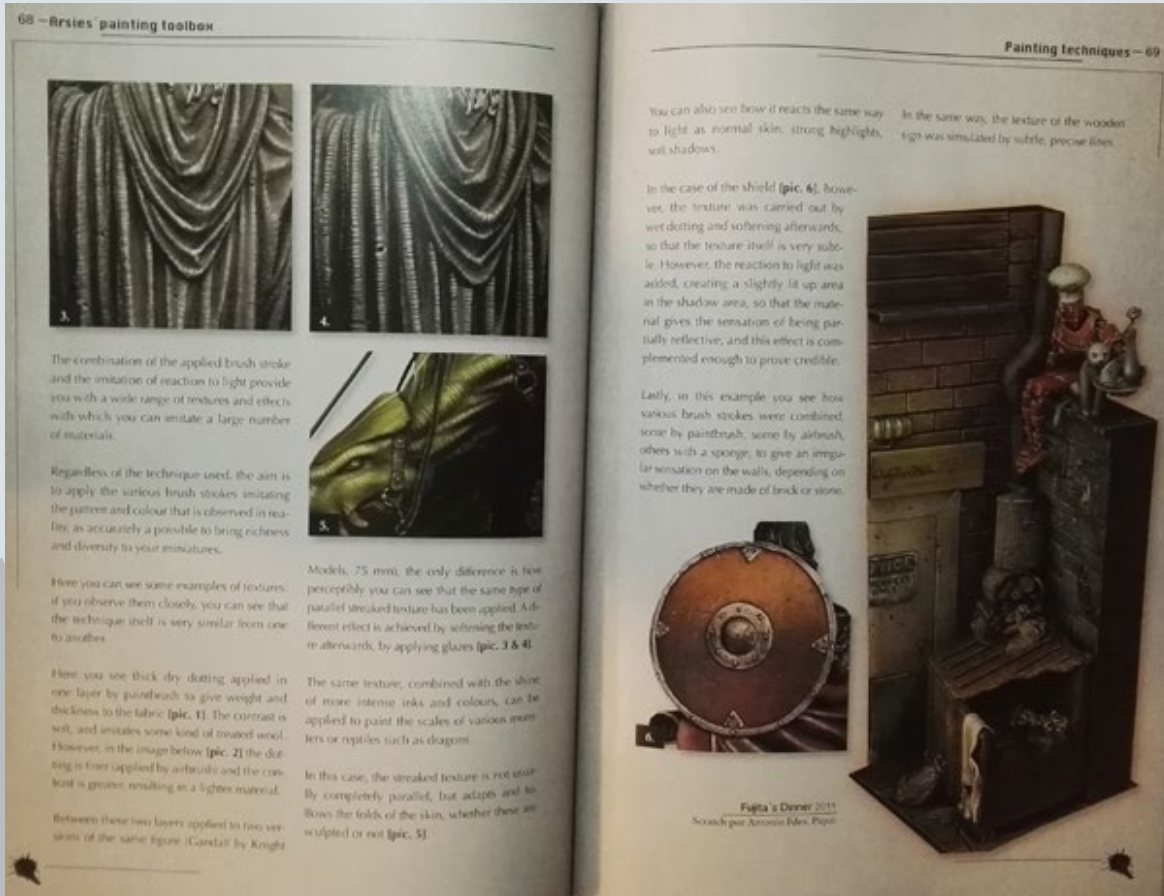 68 – Arsies´ painting toolbox
3.
4.
The combination of the applied brush stroke
and the imitation of reaction to light provide
you with a wide range of textures and effects
with which you can imitate a large number
of materials.
Regardless of the technique used, the aim is
to apply the various brush strokes imitating
the pattern and colour that is observed in rea-
lity, as accurately a possible to bring richness
and diversity to your miniatures.
Here you can see some examples of textures:
if you observe them closely, you can see that
the technique itself is very similar from one
to another.
Here you see thick dry dotting applied in
one layer by paintbrush to give weight and
thickness to the fabric [pic. 1]. The contrast is
soft, and imitates some kind of treated wool.
However, in the image below [pic. 2] the dot-
ting is finer (applied by airbrush) and the con-
trast is greater, resulting in a lighter material.
Between these two layers applied to two ver-
sions of the same figure (Gandalf by Knight
5.
Models, 75 mm), the only difference is how
perceptibly you can see that the same type of
parallel streaked texture has been applied. A di-
fferent effect is achieved by softening the textu-
re afterwards, by applying glazes [pic. 3 & 4].
The same texture, combined with the shine
of more intense inks and colours, can be
applied to paint the scales of various mons-
ters or reptiles such as dragons.
In this case, the streaked texture is not usua-
lly completely parallel, but adapts and fo-
llows the folds of the skin, whether these are
sculpted or not [pic. 5].
Painting techniques – 69
You can also see how it reacts the same way
to light as normal skin: strong highlights,
soft shadows.
In the case of the shield [pic. 6], howe-
ver, the texture was carried out by
wet dotting and softening afterwards,
so that the texture itself is very subt-
le. However, the reaction to light was
added, creating a slightly lit up area
in the shadow area, so that the mate-
rial gives the sensation of being par-
tially reflective, and this effect is com-
plemented enough to prove credible.
Lastly, in this example you see how
various brush strokes were combined,
some by paintbrush, some by airbrush,
others with a sponge, to give an irregu-
lar sensation on the walls, depending on
whether they are made of brick or stone.
In the same way, the texture of the wooden
sign was simulated by subtle, precise lines.
6.
Fujita´s Dinner 2011
Scratch por Antonio Fdez.